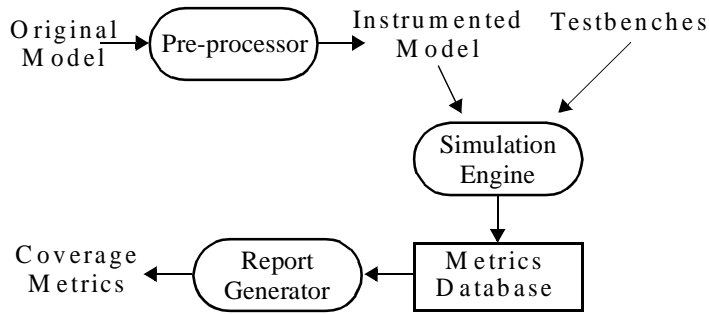 Original
Model
Pre-processor
Instrumented
Model
Testbenches
Simulation
Engine
Coverage
Metrics
Report
Generator
Metrics
Database